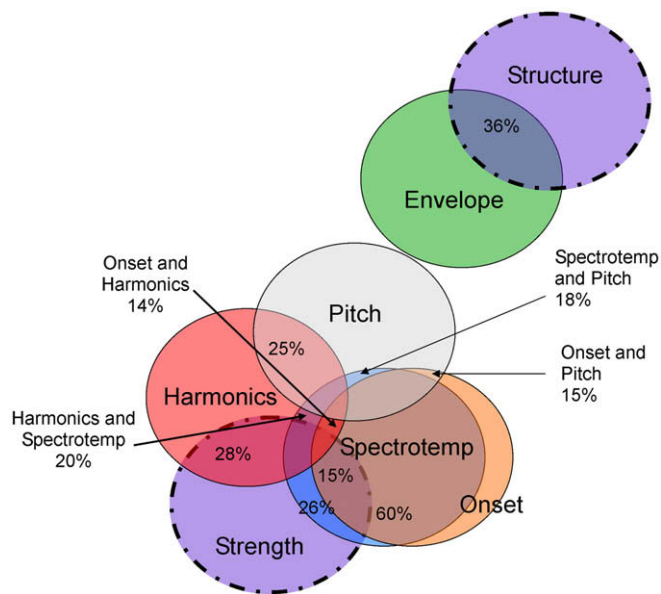 Structure
36%
Envelope
Onset and
Harmonics
14%
Spectrotemp
and Pitch
18%
Pitch
25%
Onset and
Pitch
15%
Harmonics
Harmonics and
Spectrotemp
20%
28%
Spectrotemp
15%
26%
60%
Onset
Strength